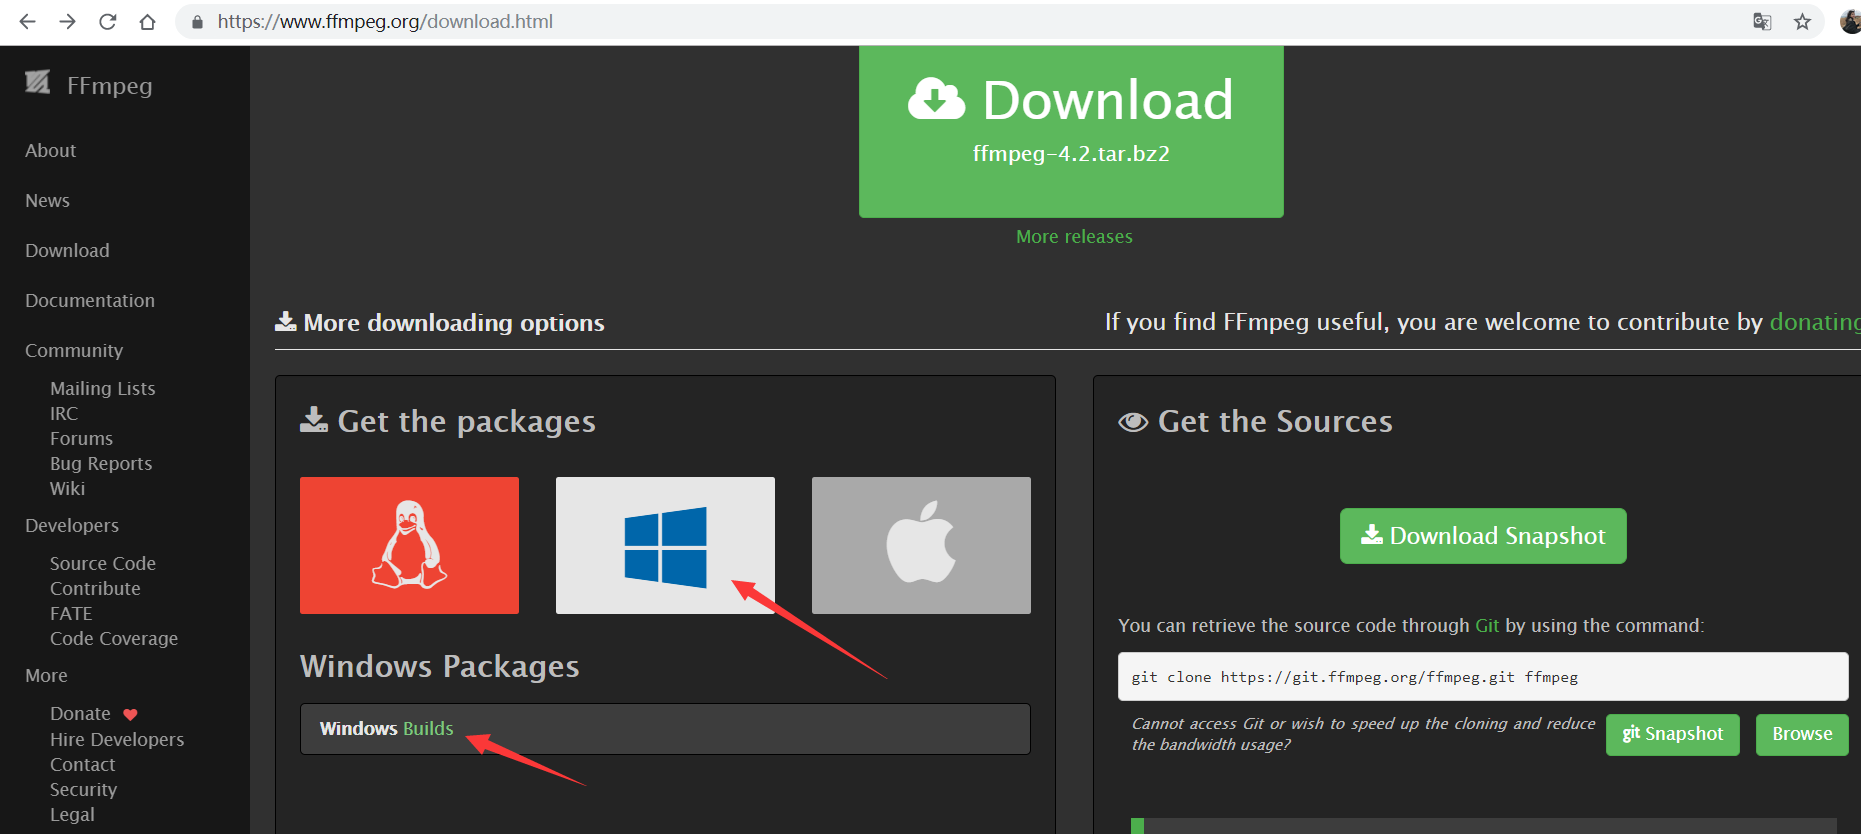 https://www.ffmpeg.org/download.html
FFmpeg
About
News
Download
Documentation
Community
Mailing Lists
IRC
Forums
Bug Reports
Wiki
Developers
Source Code
Contribute
FATE
Code Coverage
More
Donate
Hire Developers
Contact
Security
Legal
Download
ffmpeg-4.2.tar.bz2
More releases
More downloading options
If you find FFmpeg useful, you are welcome to contribute by donating
Get the packages
Windows Packages
Windows Builds
Get the Sources
Download Snapshot
You can retrieve the source code through Git by using the command:
git clone https://git.ffmpeg.org/ffmpeg.git ffmpeg
Cannot access Git or wish to speed up the cloning and reduce
the bandwidth usage?
git Snapshot
Browse